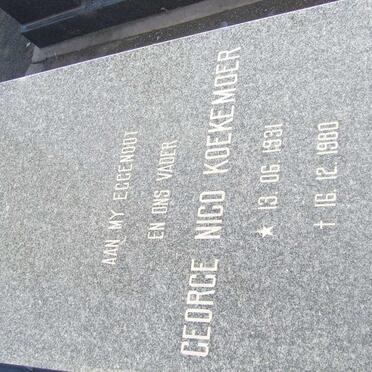 AAN MY EGGENOOT
EN ONS VADER
GEORGE NICO KOEKEMOER
★ 13.06.1931
† 16.12.1980